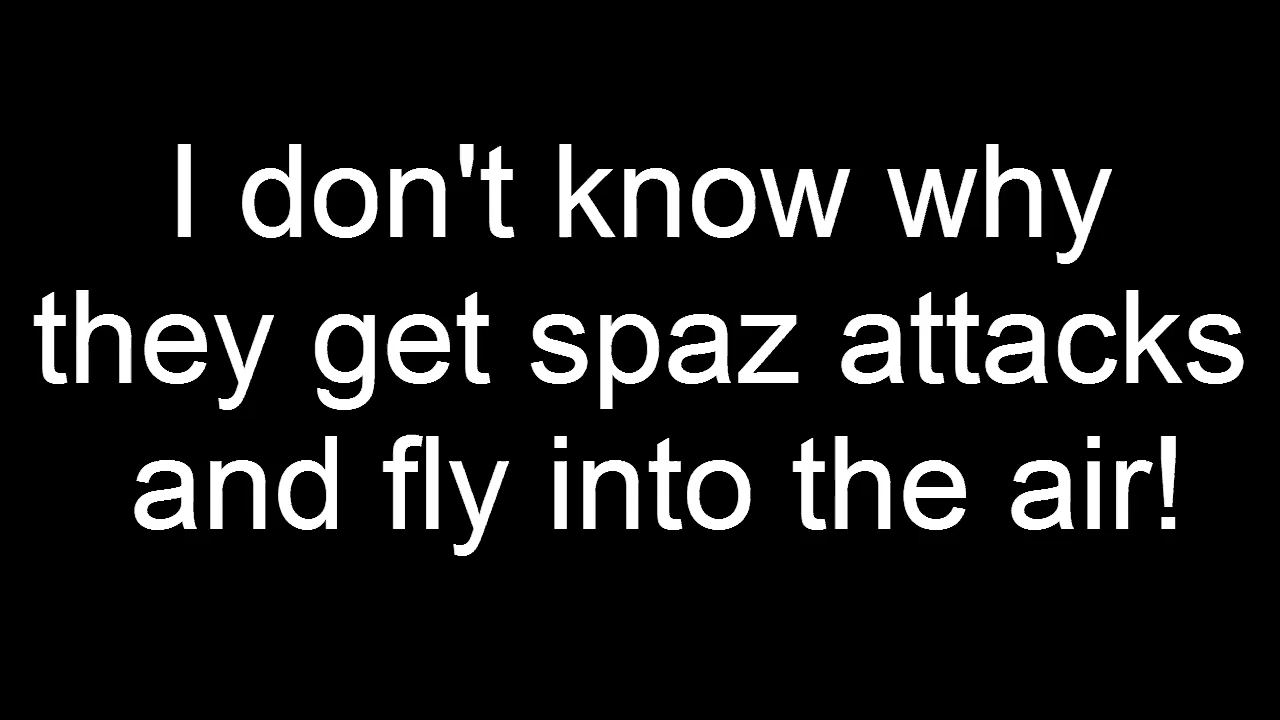 I don't know why
they get spaz attacks
and fly into the air!